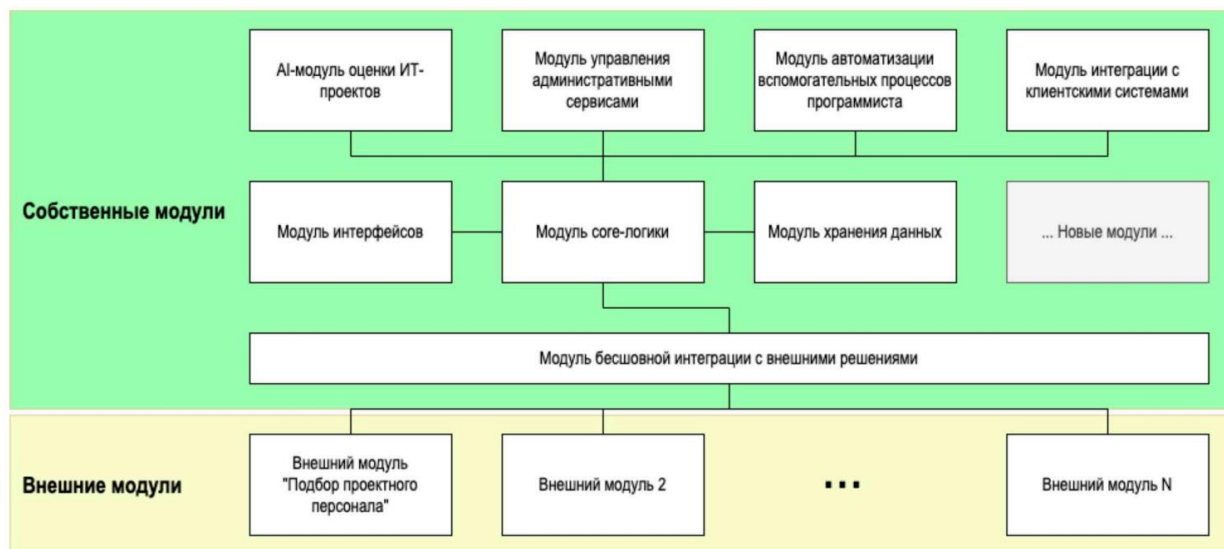 AI-модуль оценки ИТ-
проектов
Модуль управления
административными
сервисами
Модуль автоматизации
вспомогательных процессов
программиста
Модуль интеграции с
клиентскими системами
Собственные модули
Модуль интерфейсов
Модуль core-логики
Модуль хранения данных
... Новые модули ...
Модуль бесшовной интеграции с внешними решениями
Внешние модули
Внешний модуль
"Подбор проектного
персонала"
Внешний модуль 2
...
Внешний модуль N